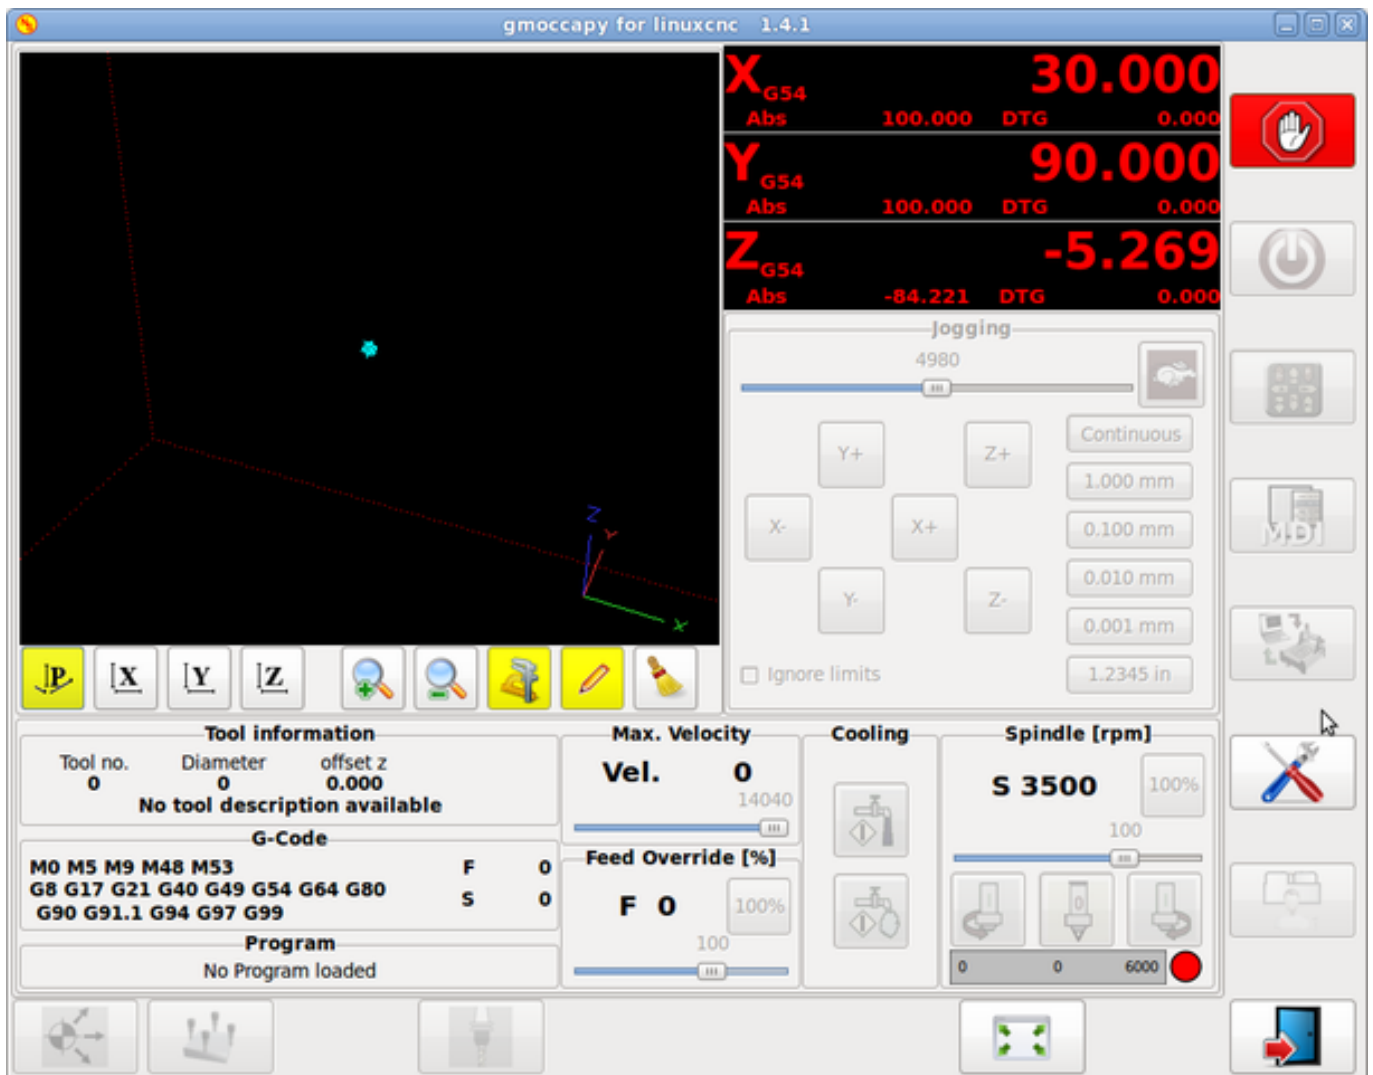 gmoccapy for linuxcnc 1.4.1
X G54 30.000
Abs 100.000 DTG 0.000
Y G54 90.000
Abs 100.000 DTG 0.000
Z G54 -5.269
Abs -84.221 DTG 0.000
Jogging
4980
Continuous
Y+ Z+
1.000 mm
X- X+
0.100 mm
0.010 mm
Y- Z-
0.001 mm
Ignore limits
1.2345 in
MDI
Z
Y
X
P X Y Z
Tool information
Tool no. Diameter offset z
0 0 0.000
No tool description available
G-Code
M0 M5 M9 M48 M53
G8 G17 G21 G40 G49 G54 G64 G80
G90 G91.1 G94 G97 G99
F 0
S 0
Program
No Program loaded
Max. Velocity
Vel. 0
14040
Feed Override [%]
F 0 100%
100
Cooling
Spindle [rpm]
S 3500 100%
100
0
0 0 6000